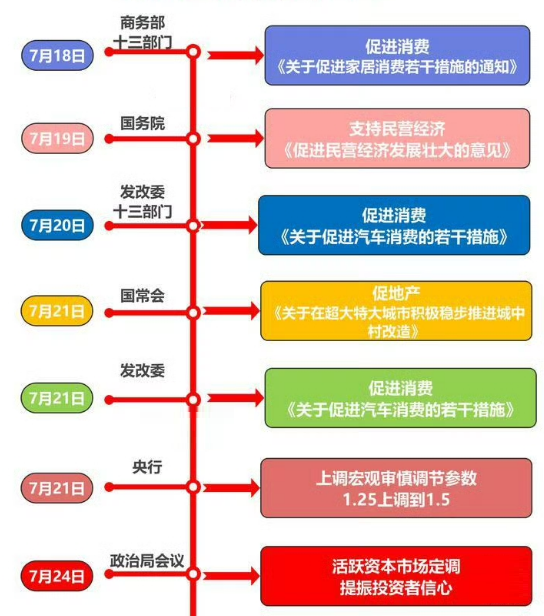 商务部
十三部门
7月18日
促进消费
《关于促进家居消费若干措施的通知》
国务院
7月19日
支持民营经济
《促进民营经济发展壮大的意见》
发改委
十三部门
7月20日
促进消费
《关于促进汽车消费的若干措施》
国常会
7月21日
促地产
《关于在超大特大城市积极稳步推进城中
村改造》
发改委
7月21日
促进消费
《关于促进汽车消费的若干措施》
央行
7月21日
上调宏观审慎调节参数
1.25上调到1.5
政治局会议
7月24日
活跃资本市场定调
提振投资者信心